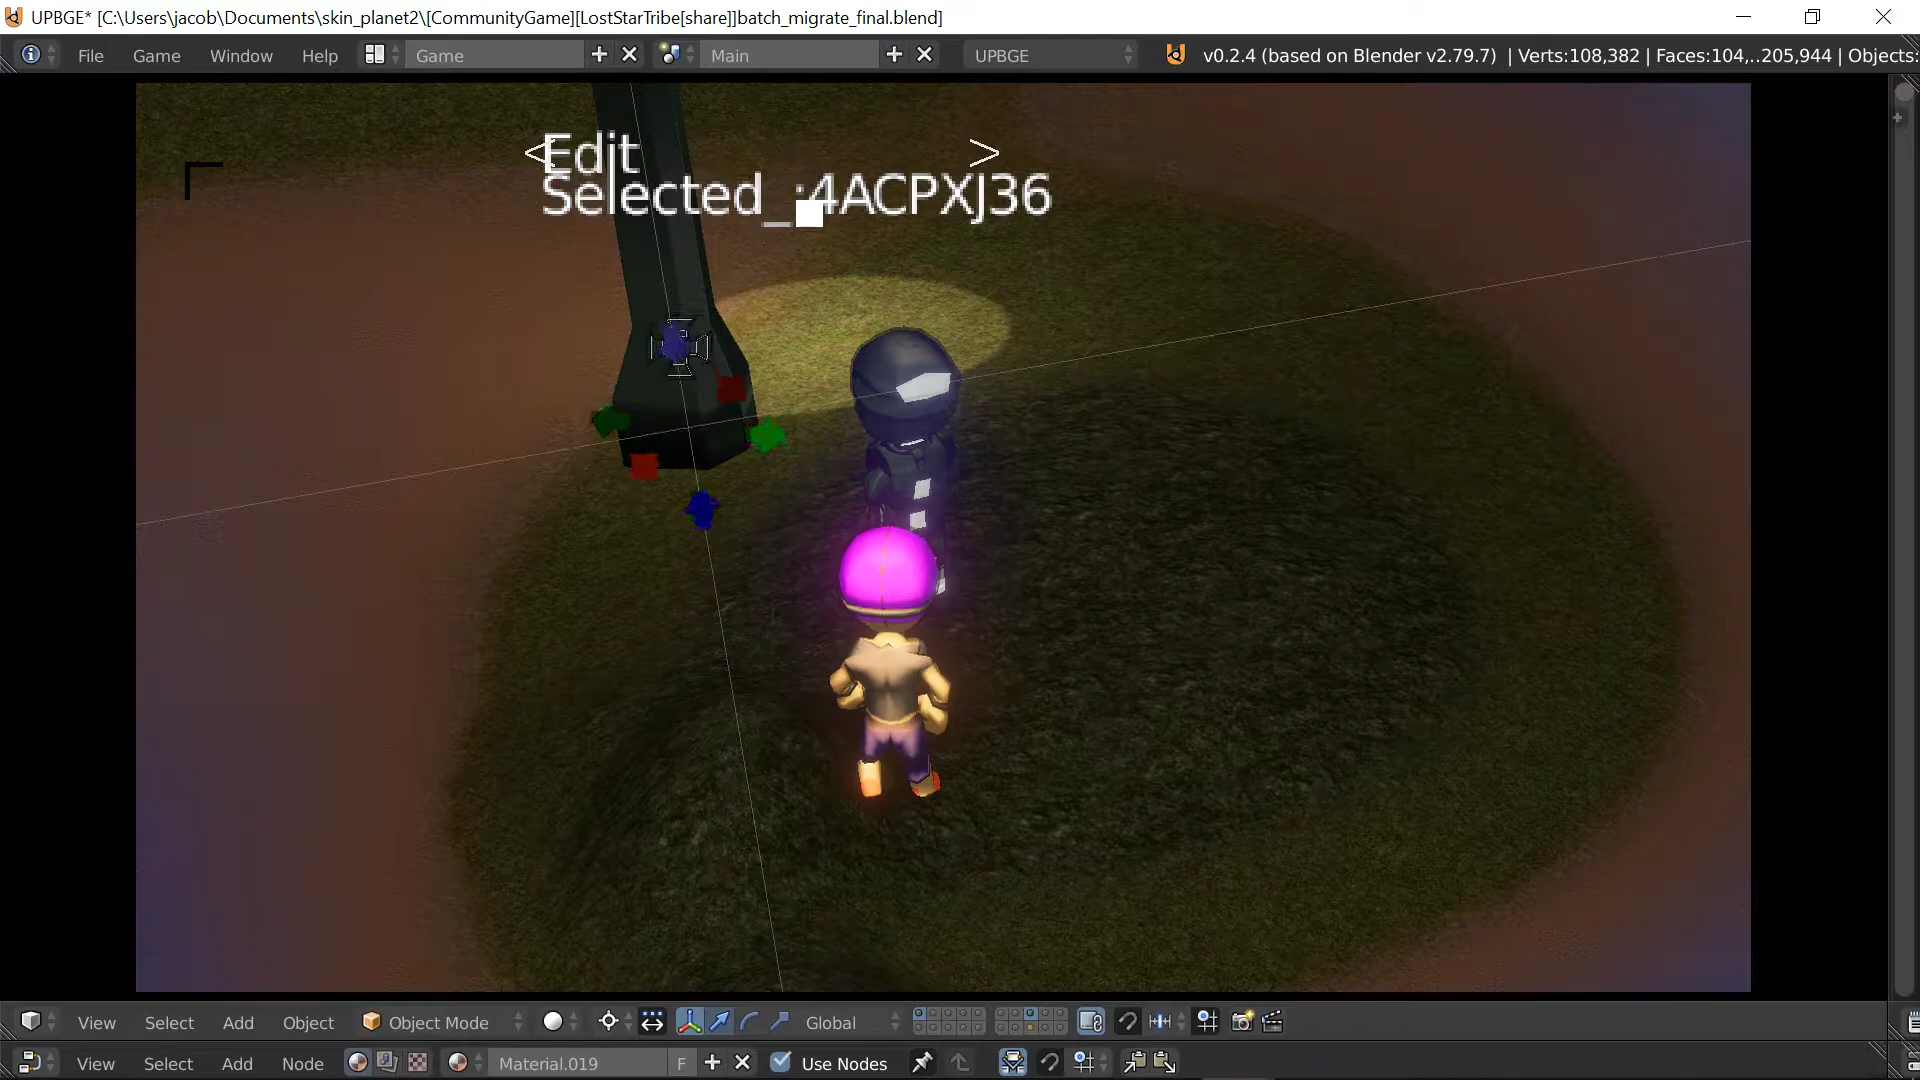 UPBGE* [C:\Users\jacob\Documents\skin_planet2\[CommunityGame][LostStarTribe[share]]batch_migrate_final.blend]
File Game Window Help Game Main UPBGE v0.2.4 (based on Blender v2.79.7) | Verts:108,382 | Faces:104,..205,944 | Objects:
< Edit >
Selected_:4ACPXJ36
View Select Add Object Object Mode Global
View Select Add Node Material.019 F Use Nodes